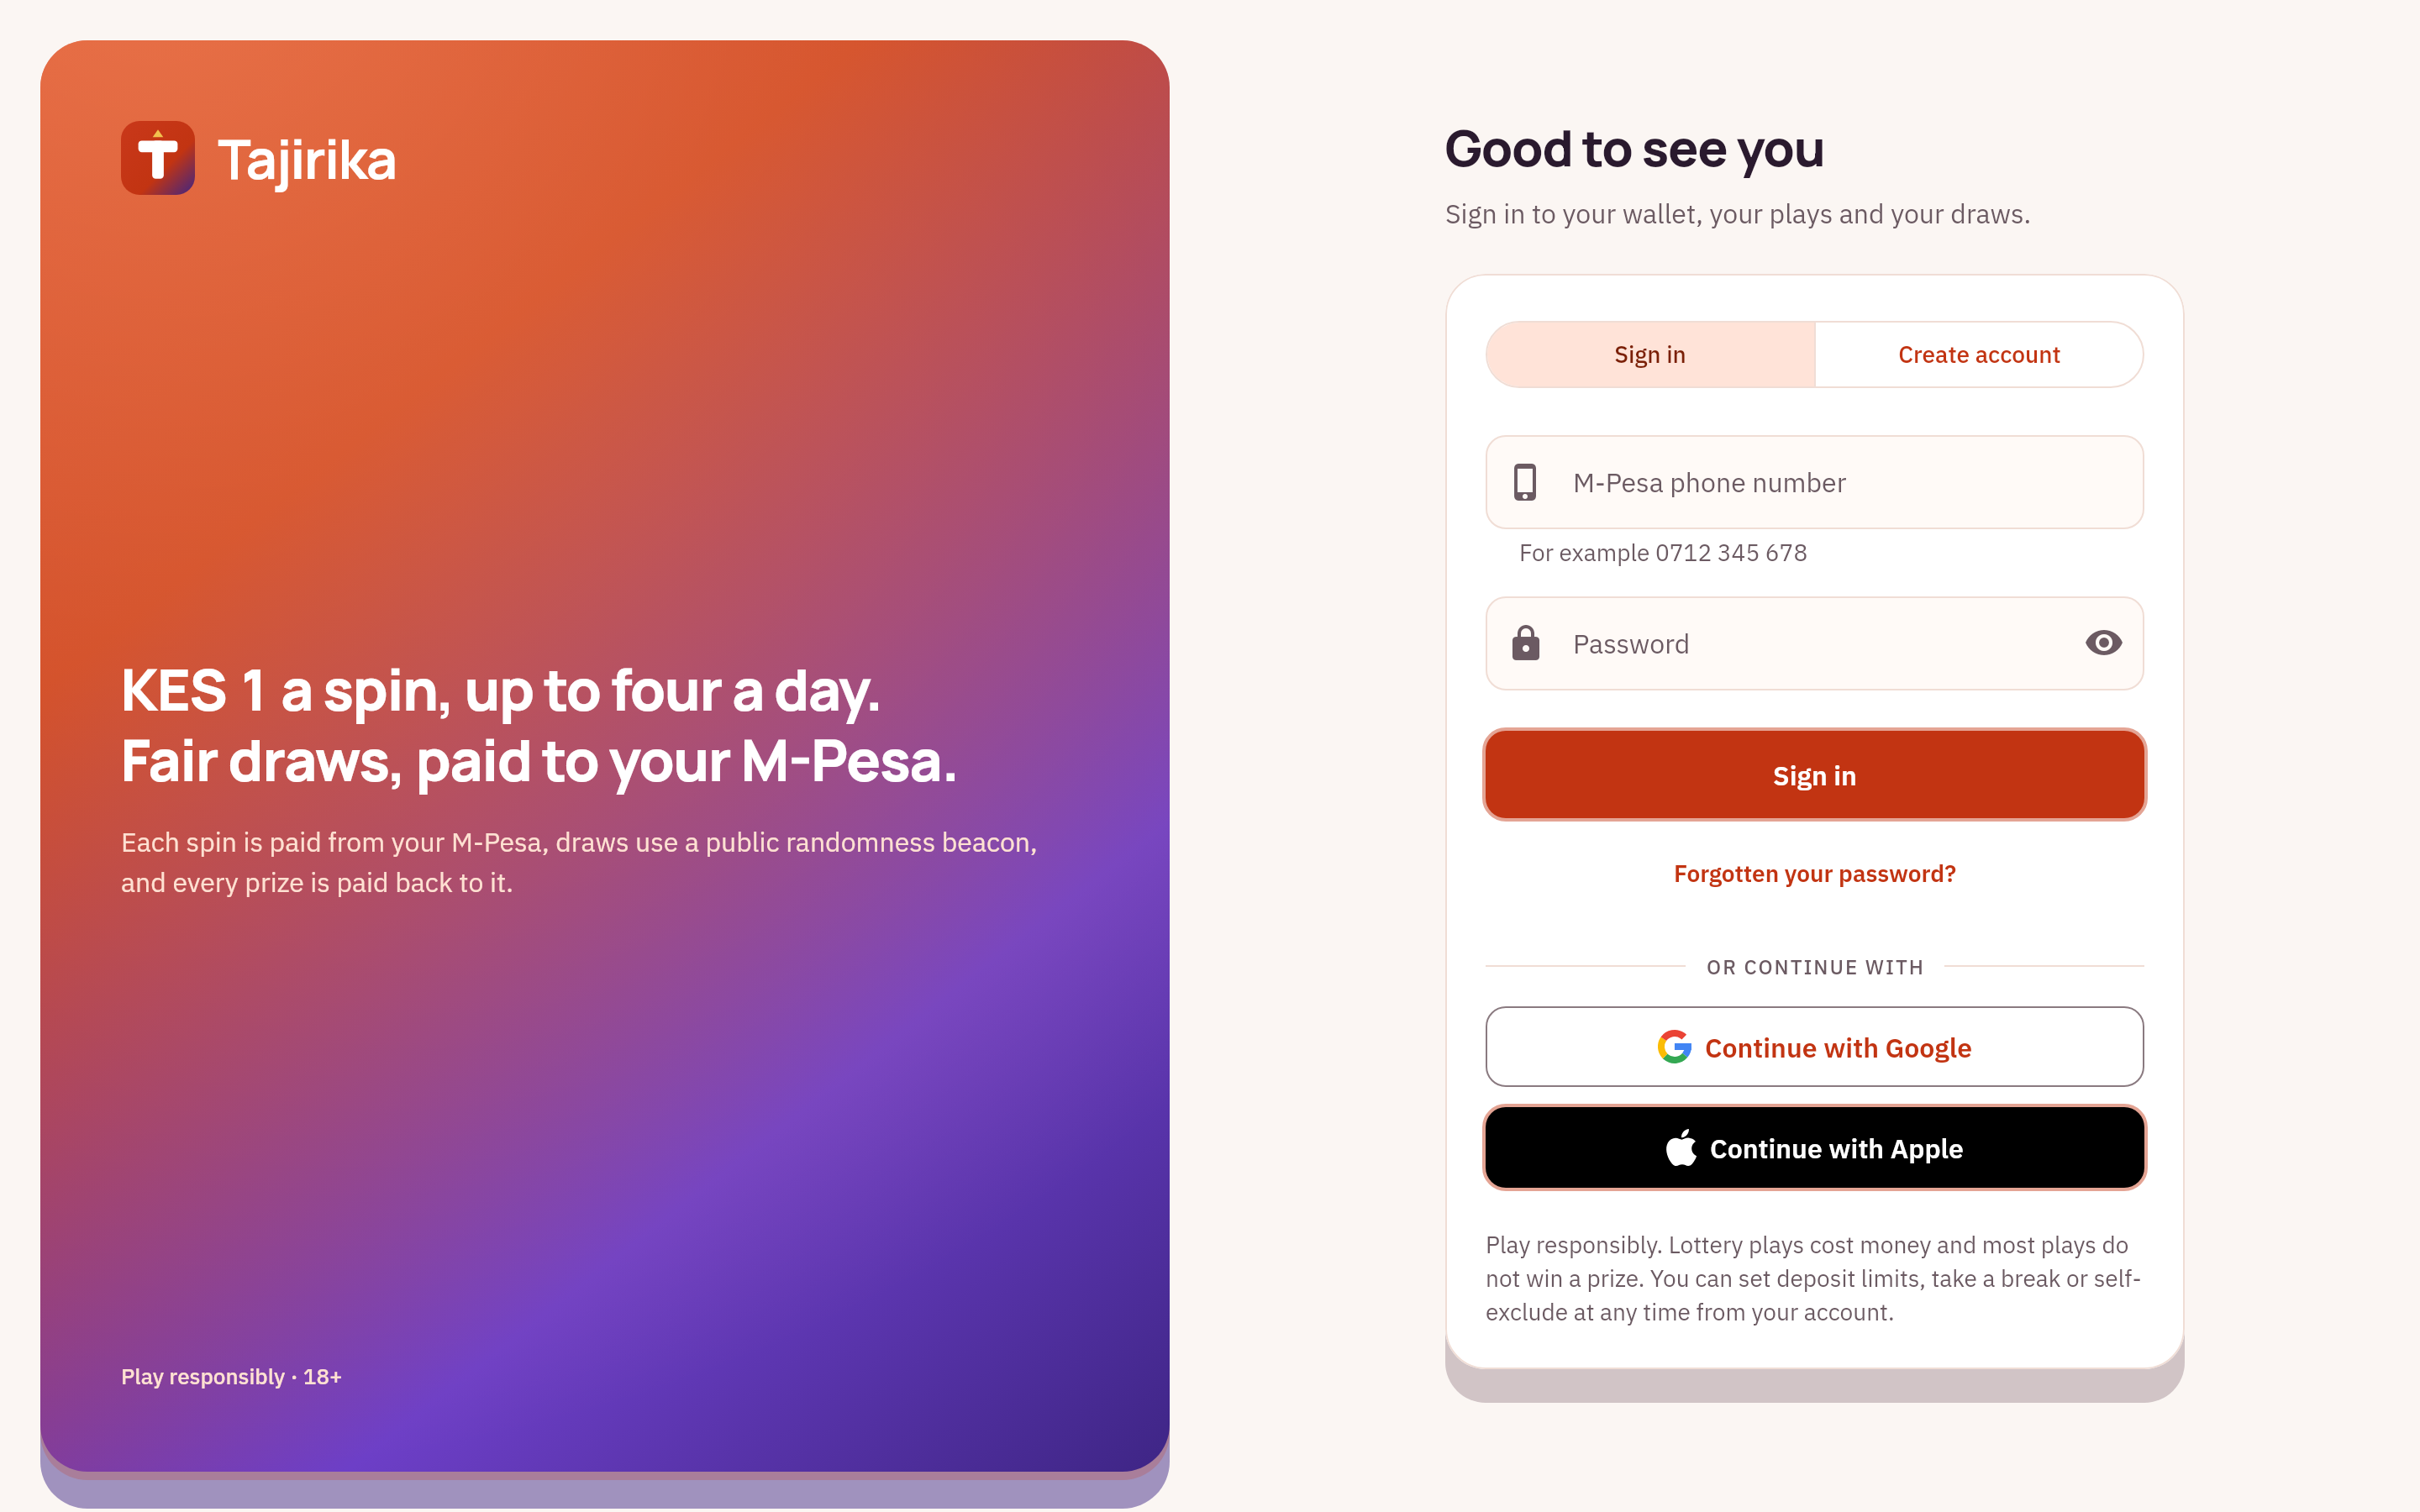 Tajirika
KES 1 a spin, up to four a day.
Fair draws, paid to your M-Pesa.
Each spin is paid from your M-Pesa, draws use a public randomness beacon,
and every prize is paid back to it.
Play responsibly · 18+
Good to see you
Sign in to your wallet, your plays and your draws.
Sign in
Create account
M-Pesa phone number
For example 0712 345 678
Password
Sign in
Forgotten your password?
OR CONTINUE WITH
Continue with Google
Continue with Apple
Play responsibly. Lottery plays cost money and most plays do
not win a prize. You can set deposit limits, take a break or self-
exclude at any time from your account.